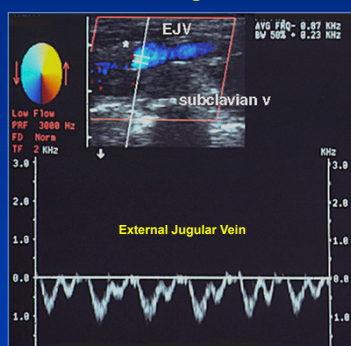 EJV
*
AVG FRQ- 0.87 KHz
BW 50% + 0.23 KHz
subclavian v
Low Flow
PRF 3000 Hz
FD Norm
TF 2 KHz
KHz
3.0
3.0
2.0
2.0
1.0
1.0
External Jugular Vein
0.0
0.0
1.0
1.0